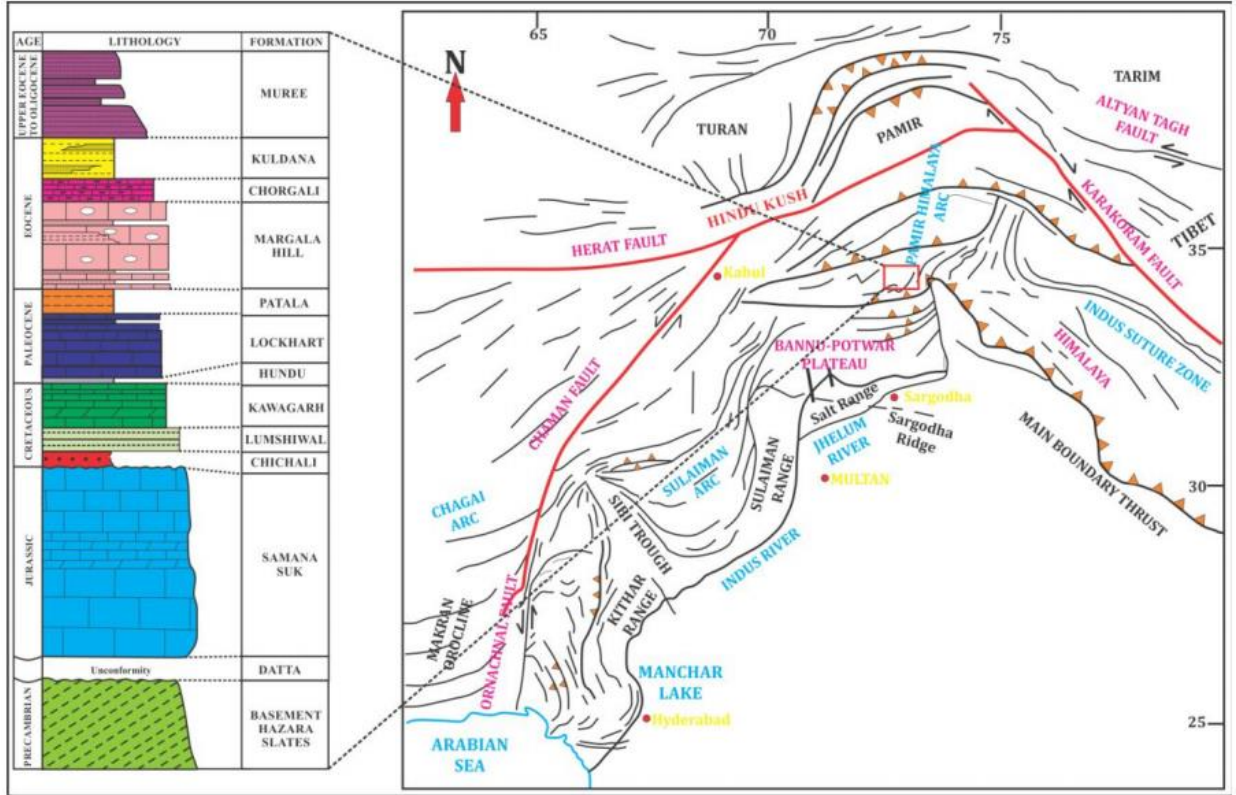 AGE LITHOLOGY FORMATION
UPPER EOCENE
TO OLIGOCENE
MUREE
EOCENE
KULDANA
CHORGALI
MARGALA
HILL
PALEOCENE
PATALA
LOCKHART
HUNDU
CRETACEOUS
KAWAGARH
LUMSHIWAL
CHICHALI
JURASSIC
SAMANA
SUK
Unconformity
DATTA
PRECAMBRIAN
BASEMENT
HAZARA
SLATES
65
70
75
N
TARIM
ALTYAN TAGH
FAULT
TURAN
PAMIR
HINDU KUSH
PAMIR HIMALAYA
ARC
KARAKORAM FAULT
TIBET
HERAT FAULT
35
Kabul
INDUS SUTURE ZONE
HIMALAYA
BANNU-POTWAR
PLATEAU
CHAMAN FAULT
Salt Range
Sargodha
Sargodha
Ridge
JHELUM
RIVER
MAIN BOUNDARY THRUST
SULAIMAN
ARC
SULAIMAN
RANGE
MULTAN
30
CHAGAI
ARC
SIBI TROUGH
INDUS RIVER
KITHAR
RANGE
MAKRAN
OROCLINE
ORNACHNAL FAULT
MANCHAR
LAKE
Hyderabad
25
ARABIAN
SEA